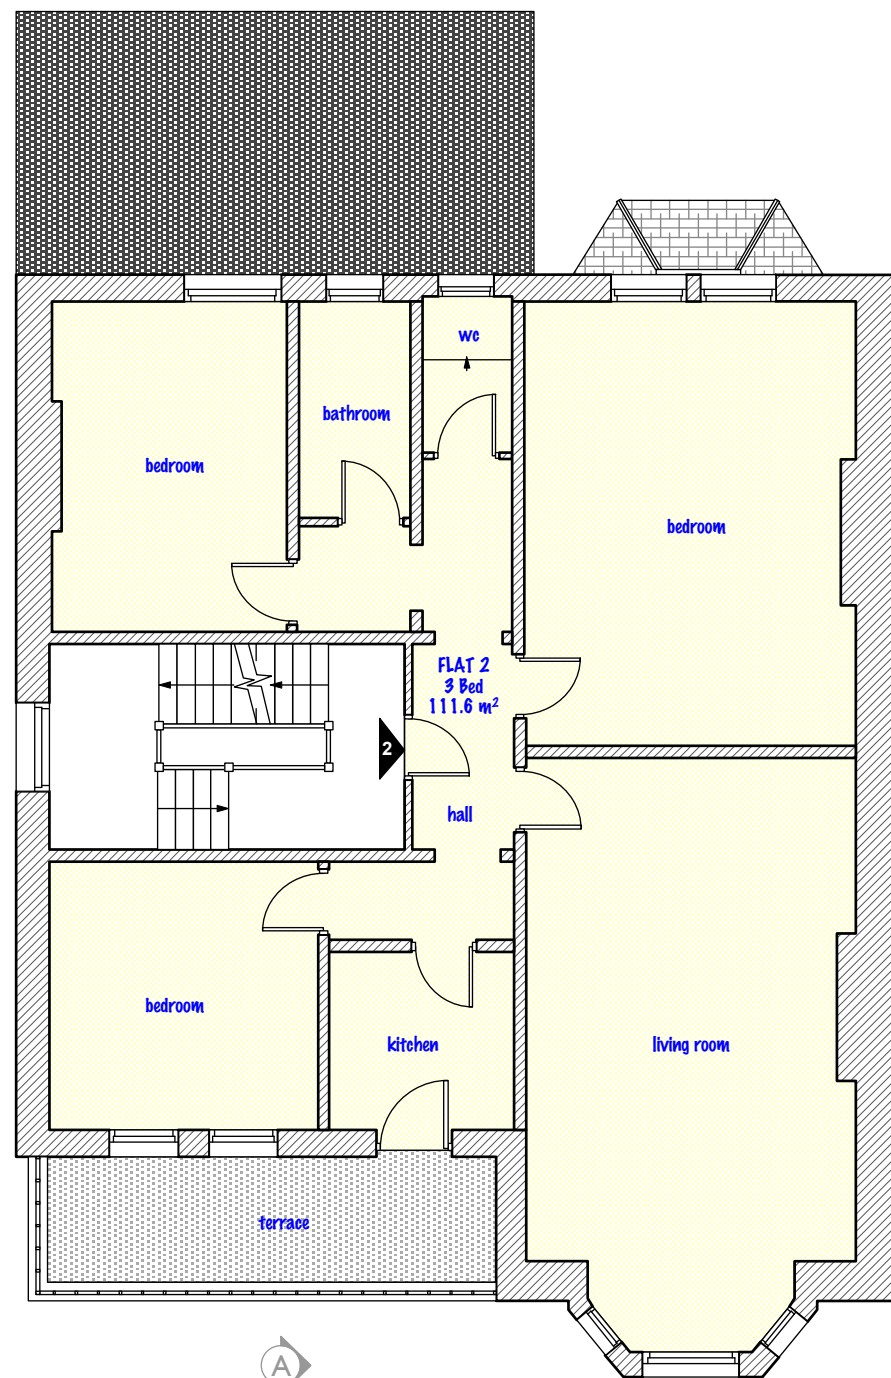 wc
bathroom
bedroom
bedroom
FLAT 2
3 Bed
111.6 m²
2
hall
bedroom
kitchen
living room
terrace
A